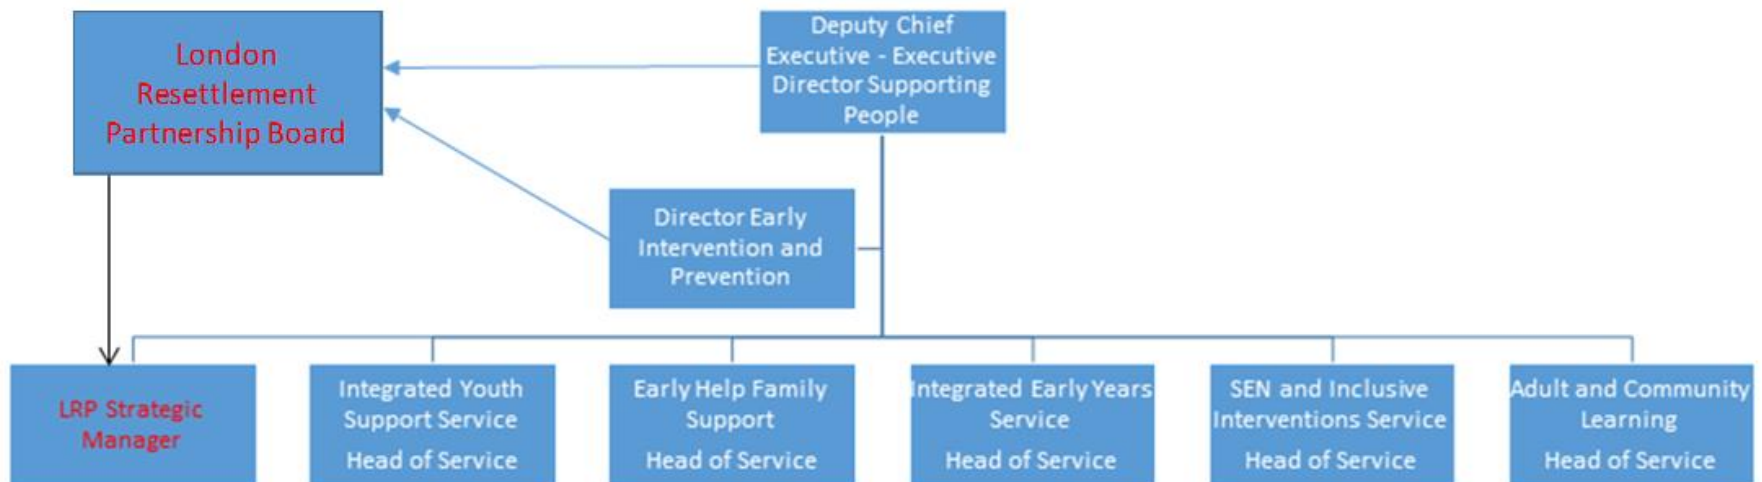 London
Resettlement
Partnership Board
Deputy Chief
Executive - Executive
Director Supporting
People
Director Early
Intervention and
Prevention
LRP Strategic
Manager
Integrated Youth
Support Service
Head of Service
Early Help Family
Support
Head of Service
Integrated Early Years
Service
Head of Service
SEN and Inclusive
Interventions Service
Head of Service
Adult and Community
Learning
Head of Service